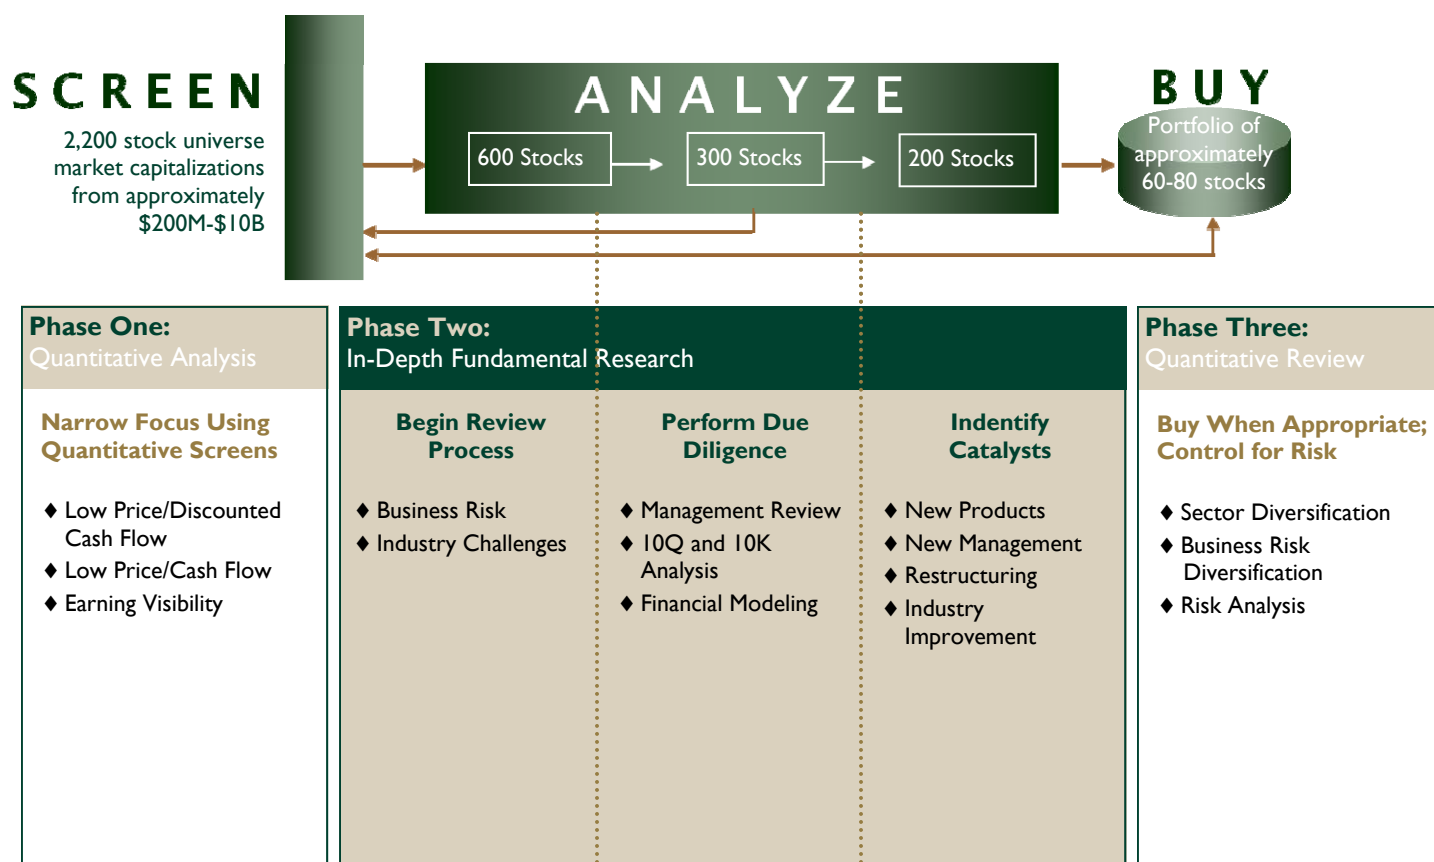 SCREEN
2,200 stock universe
market capitalizations
from approximately
$200M-$10B
ANALYZE
600 Stocks
300 Stocks
200 Stocks
BUY
Portfolio of
approximately
60-80 stocks
Phase One:
Quantitative Analysis
Narrow Focus Using
Quantitative Screens
♦ Low Price/Discounted
Cash Flow
♦ Low Price/Cash Flow
♦ Earning Visibility
Phase Two:
In-Depth Fundamental Research
Begin Review
Process
♦ Business Risk
♦ Industry Challenges
Perform Due
Diligence
♦ Management Review
♦ 10Q and 10K
Analysis
♦ Financial Modeling
Indentify
Catalysts
♦ New Products
♦ New Management
♦ Restructuring
♦ Industry
Improvement
Phase Three:
Quantitative Review
Buy When Appropriate;
Control for Risk
♦ Sector Diversification
♦ Business Risk
Diversification
♦ Risk Analysis